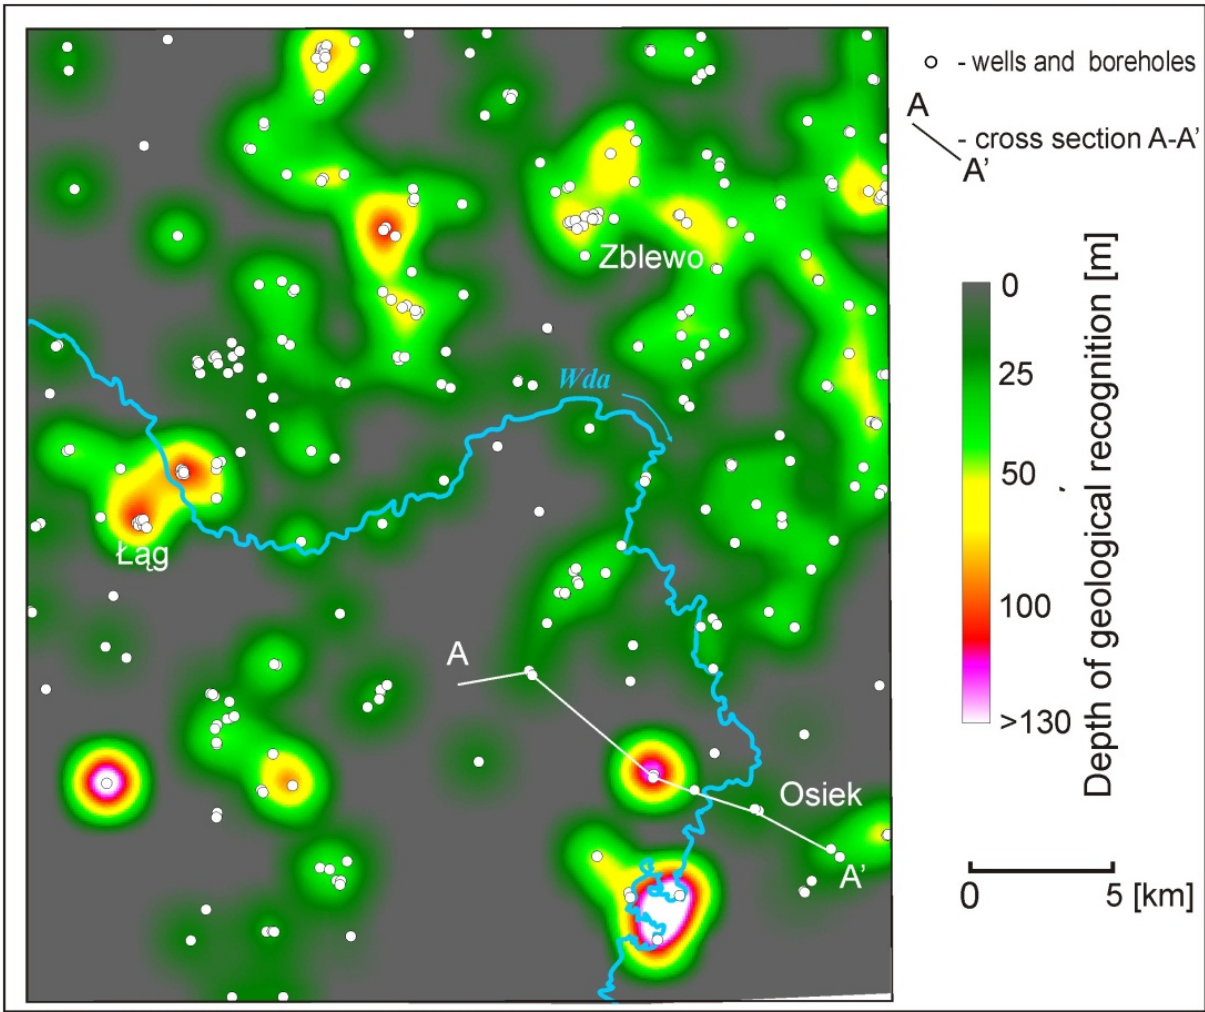 - wells and boreholes
A
- cross section A-A'
A'
Zblewo
Wda
Łąg
A
Osiek
A'
Depth of geological recognition [m]
0
25
50
100
>130
0 5 [km]